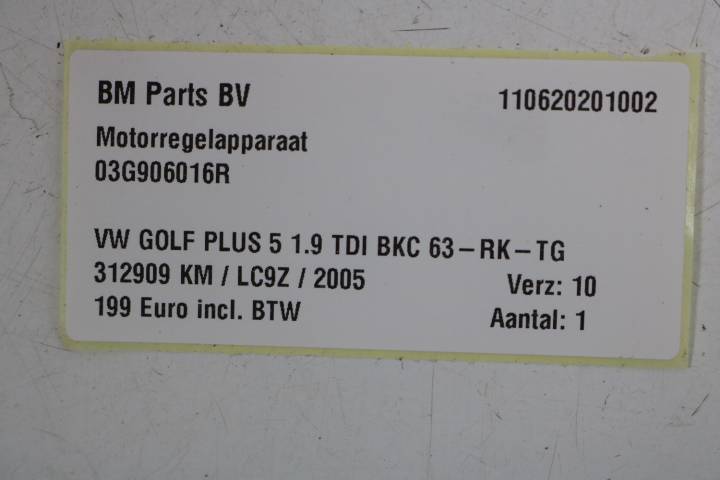 BM Parts BV 110620201002
Motorregelapparaat
03G906016R
VW GOLF PLUS 5 1.9 TDI BKC 63-RK-TG
312909 KM / LC9Z / 2005 Verz: 10
199 Euro incl. BTW Aantal: 1